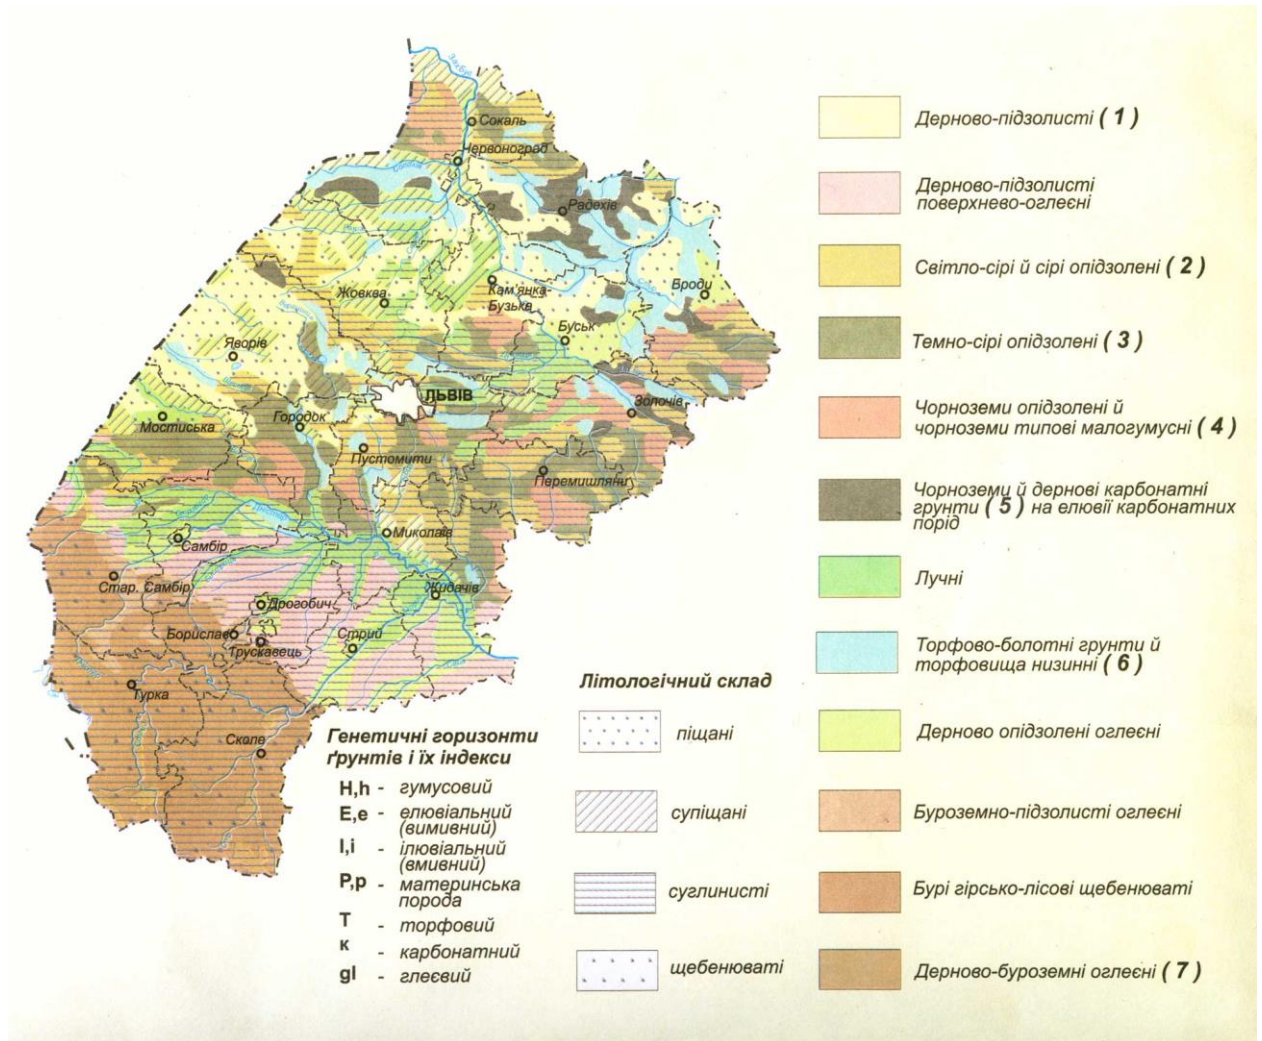 Зах.Буг
Сокаль
Червоноград
Радехів
Броди
Кам'янка
Бузька
Жовква
Буськ
Яворів
ЛЬВІВ
Золочів
Городок
Мостиська
Пустомити
Перемишляни
Миколаїв
Самбір
Стар. Самбір
Жидачів
Дрогобич
Борислав
Трускавець
Стрий
Турка
Сколе
Генетичні горизонти
ґрунтів і їх індекси
H,h - гумусовий
E,e - елювіальний
(вимивний)
I,i - ілювіальний
(вмивний)
P,p - материнська
порода
T - торфовий
к - карбонатний
gl - глеєвий
Літологічний склад
піщані
супіщані
суглинисті
щебенюваті
Дерново-підзолисті ( 1 )
Дерново-підзолисті
поверхнево-оглеєні
Світло-сірі й сірі опідзолені ( 2 )
Темно-сірі опідзолені ( 3 )
Чорноземи опідзолені й
чорноземи типові малогумусні ( 4 )
Чорноземи й дернові карбонатні
грунти ( 5 ) на елювії карбонатних
порід
Лучні
Торфово-болотні грунти й
торфовища низинні ( 6 )
Дерново опідзолені оглеєні
Буроземно-підзолисті оглеєні
Бурі гірсько-лісові щебенюваті
Дерново-буроземні оглеєні ( 7 )